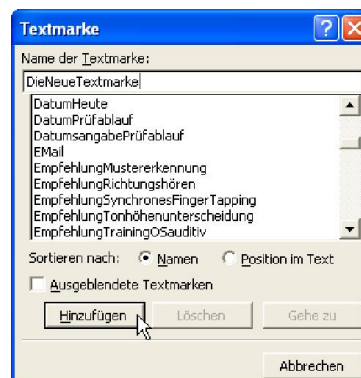 Textmarke
Name der Textmarke:
DieNeueTextmarke
DatumHeute
DatumPrüfablauf
DatumsangabePrüfablauf
EMail
EmpfehlungMustererkennung
EmpfehlungRichtungshören
EmpfehlungSynchronesFingerTapping
EmpfehlungTonhöhenunterscheidung
EmpfehlungTrainingOSauditiv
Sortieren nach: Namen Position im Text
Ausgeblendete Textmarken
Hinzufügen Löschen Gehe zu
Abbrechen